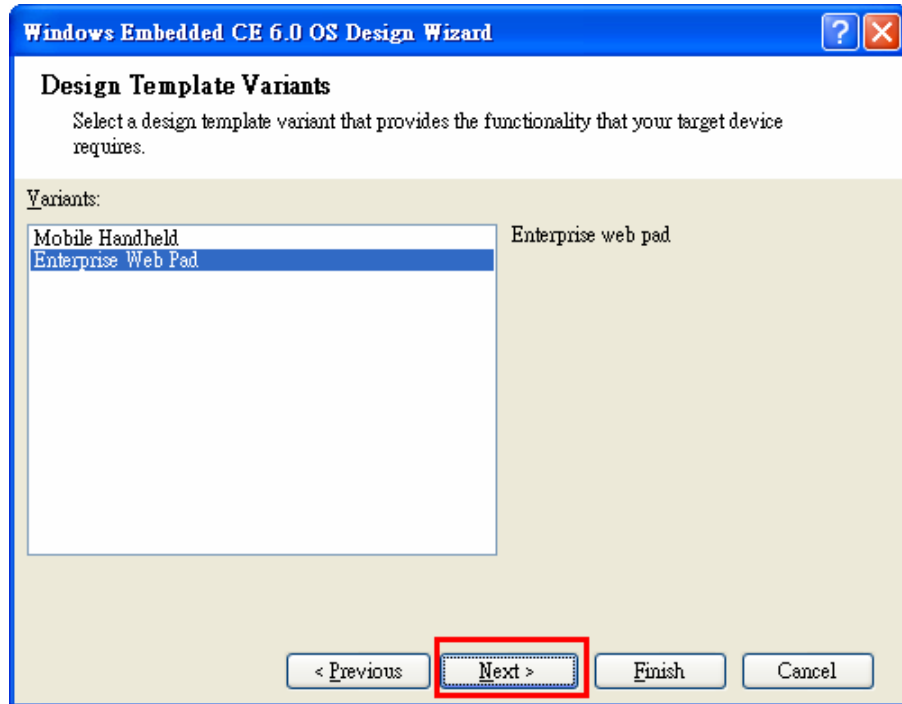 Windows Embedded CE 6.0 OS Design Wizard
?
Design Template Variants
Select a design template variant that provides the functionality that your target device
requires.
Variants:
Mobile Handheld
Enterprise Web Pad
Enterprise web pad
< Previous
Next >
Finish
Cancel